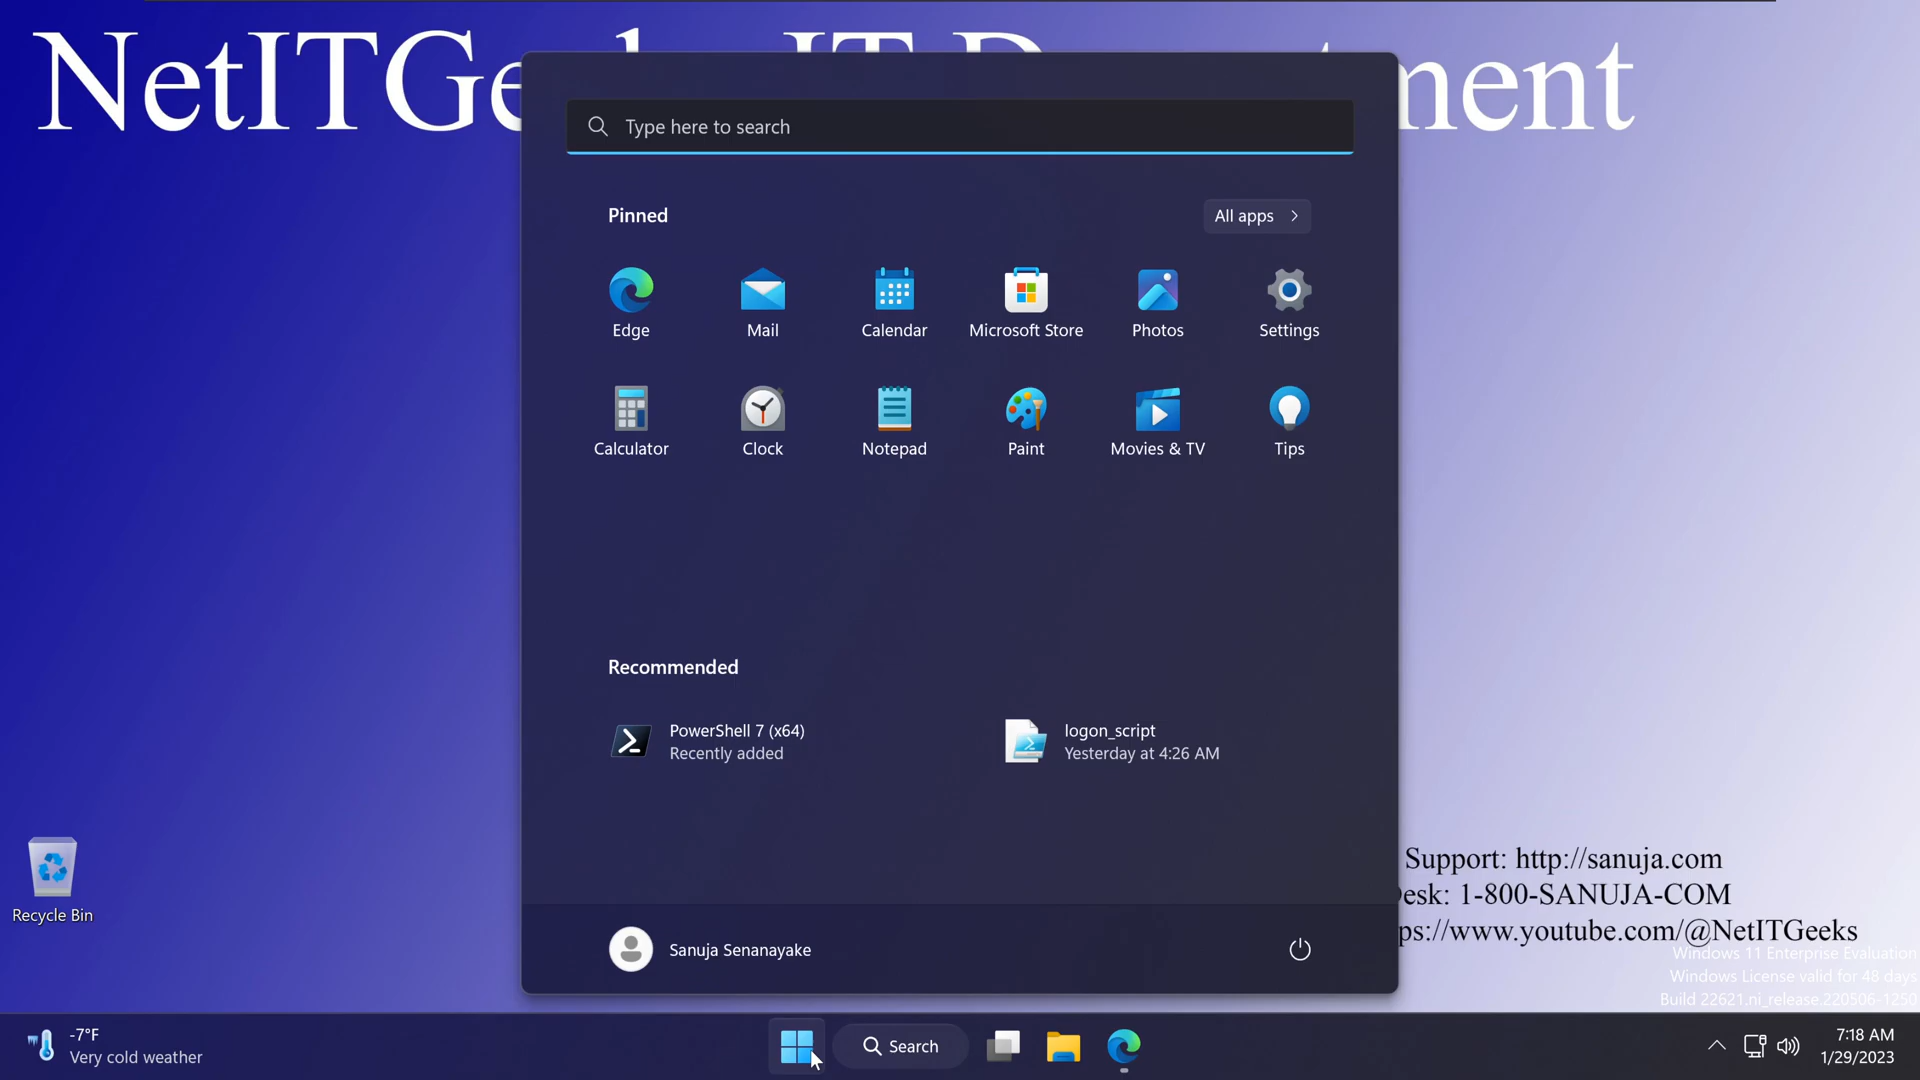 NetITGe
ment
Type here to search
Pinned
All apps
Edge
Mail
Calendar
Microsoft Store
Photos
Settings
Calculator
Clock
Notepad
Paint
Movies & TV
Tips
Recommended
PowerShell 7 (x64)
Recently added
logon_script
Yesterday at 4:26 AM
Recycle Bin
Support: http://sanuja.com
esk: 1-800-SANUJA-COM
ps://www.youtube.com/@NetITGeeks
Windows 11 Enterprise Evaluation
Windows License valid for 48 days
Build 22621.ni_release.220506-1250
Sanuja Senanayake
-7°F
Very cold weather
Search
7:18 AM
1/29/2023